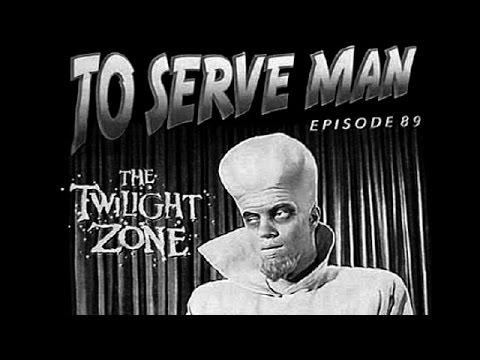 TO SERVE MAN
EPISODE 89
THE
TWILIGHT
ZONE